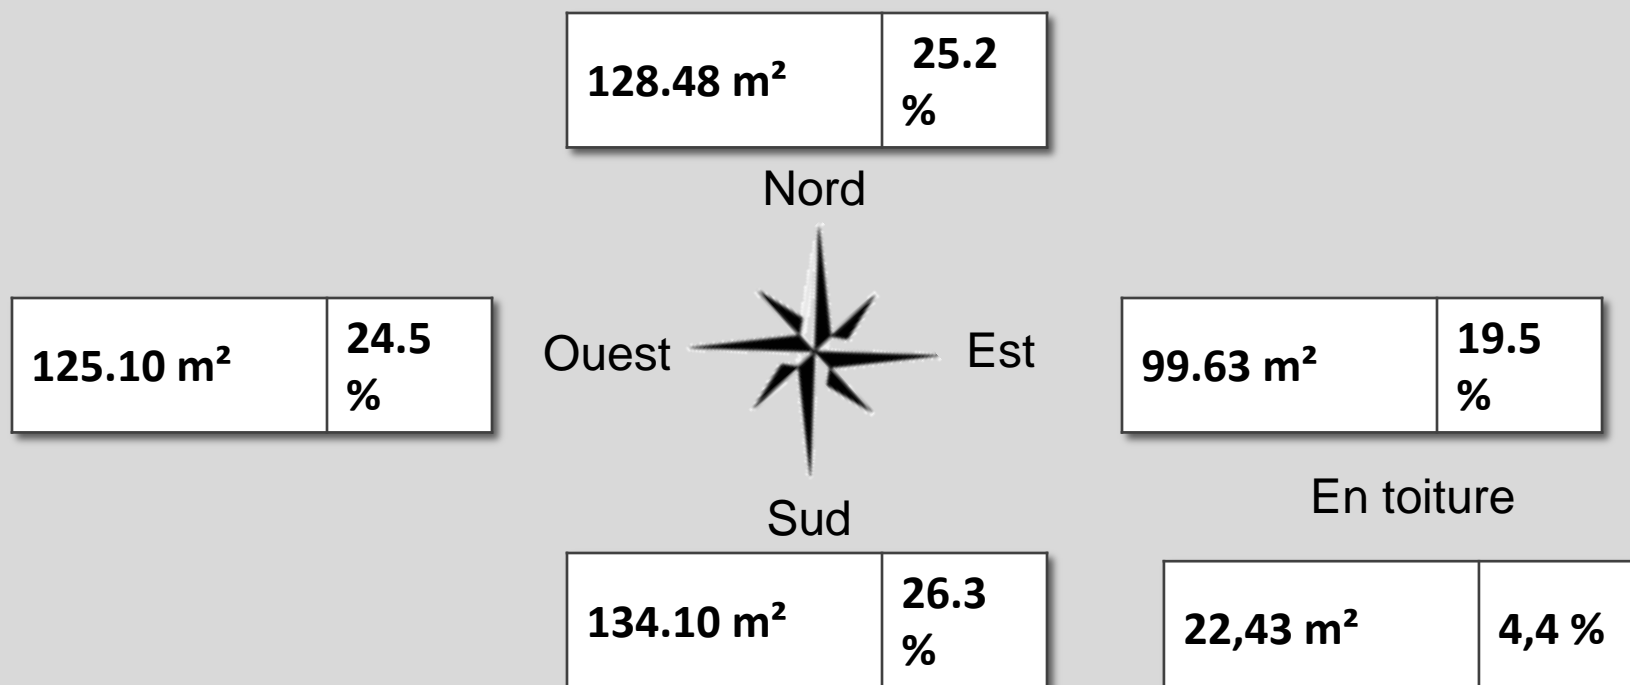 128.48 m²
25.2
%
Nord
125.10 m²
24.5
%
Ouest
Est
99.63 m²
19.5
%
Sud
En toiture
134.10 m²
26.3
%
22,43 m²
4,4 %